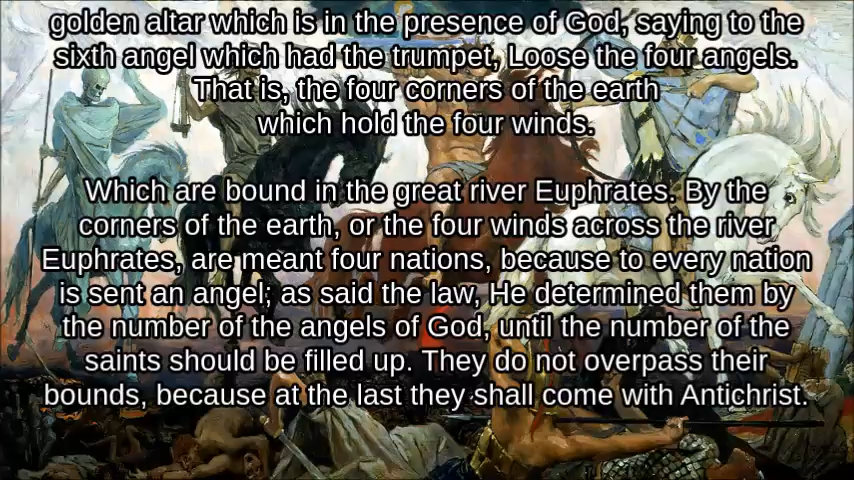 golden altar which is in the presence of God, saying to the
sixth angel which had the trumpet, Loose the four angels.
That is, the four corners of the earth
which hold the four winds.
Which are bound in the great river Euphrates. By the
corners of the earth, or the four winds across the river
Euphrates, are meant four nations, because to every nation
is sent an angel; as said the law, He determined them by
the number of the angels of God, until the number of the
saints should be filled up. They do not overpass their
bounds, because at the last they shall come with Antichrist.